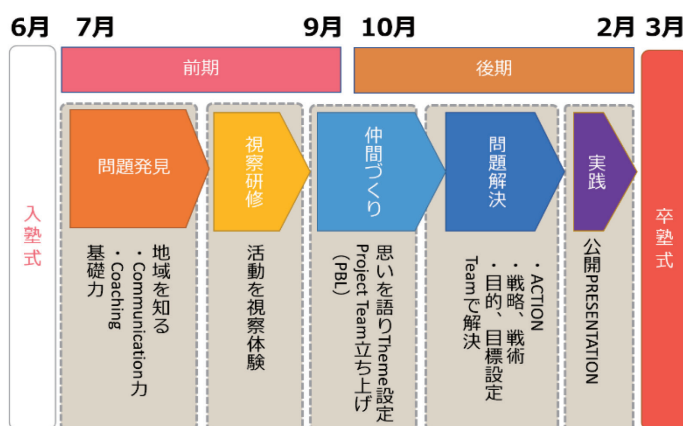 6月
7月
9月
10月
2月
3月
前期
後期
入塾式
問題発見
視察研修
仲間づくり
問題解決
実践
卒塾式
地域を知る
・Communication力
・Coaching
基礎力
活動を視察体験
思いを語りTheme設定
Project Team立ち上げ
（PBL）
・ACTION
・戦略、戦術
・目的、目標設定
Teamで解決
公開PRESENTATION